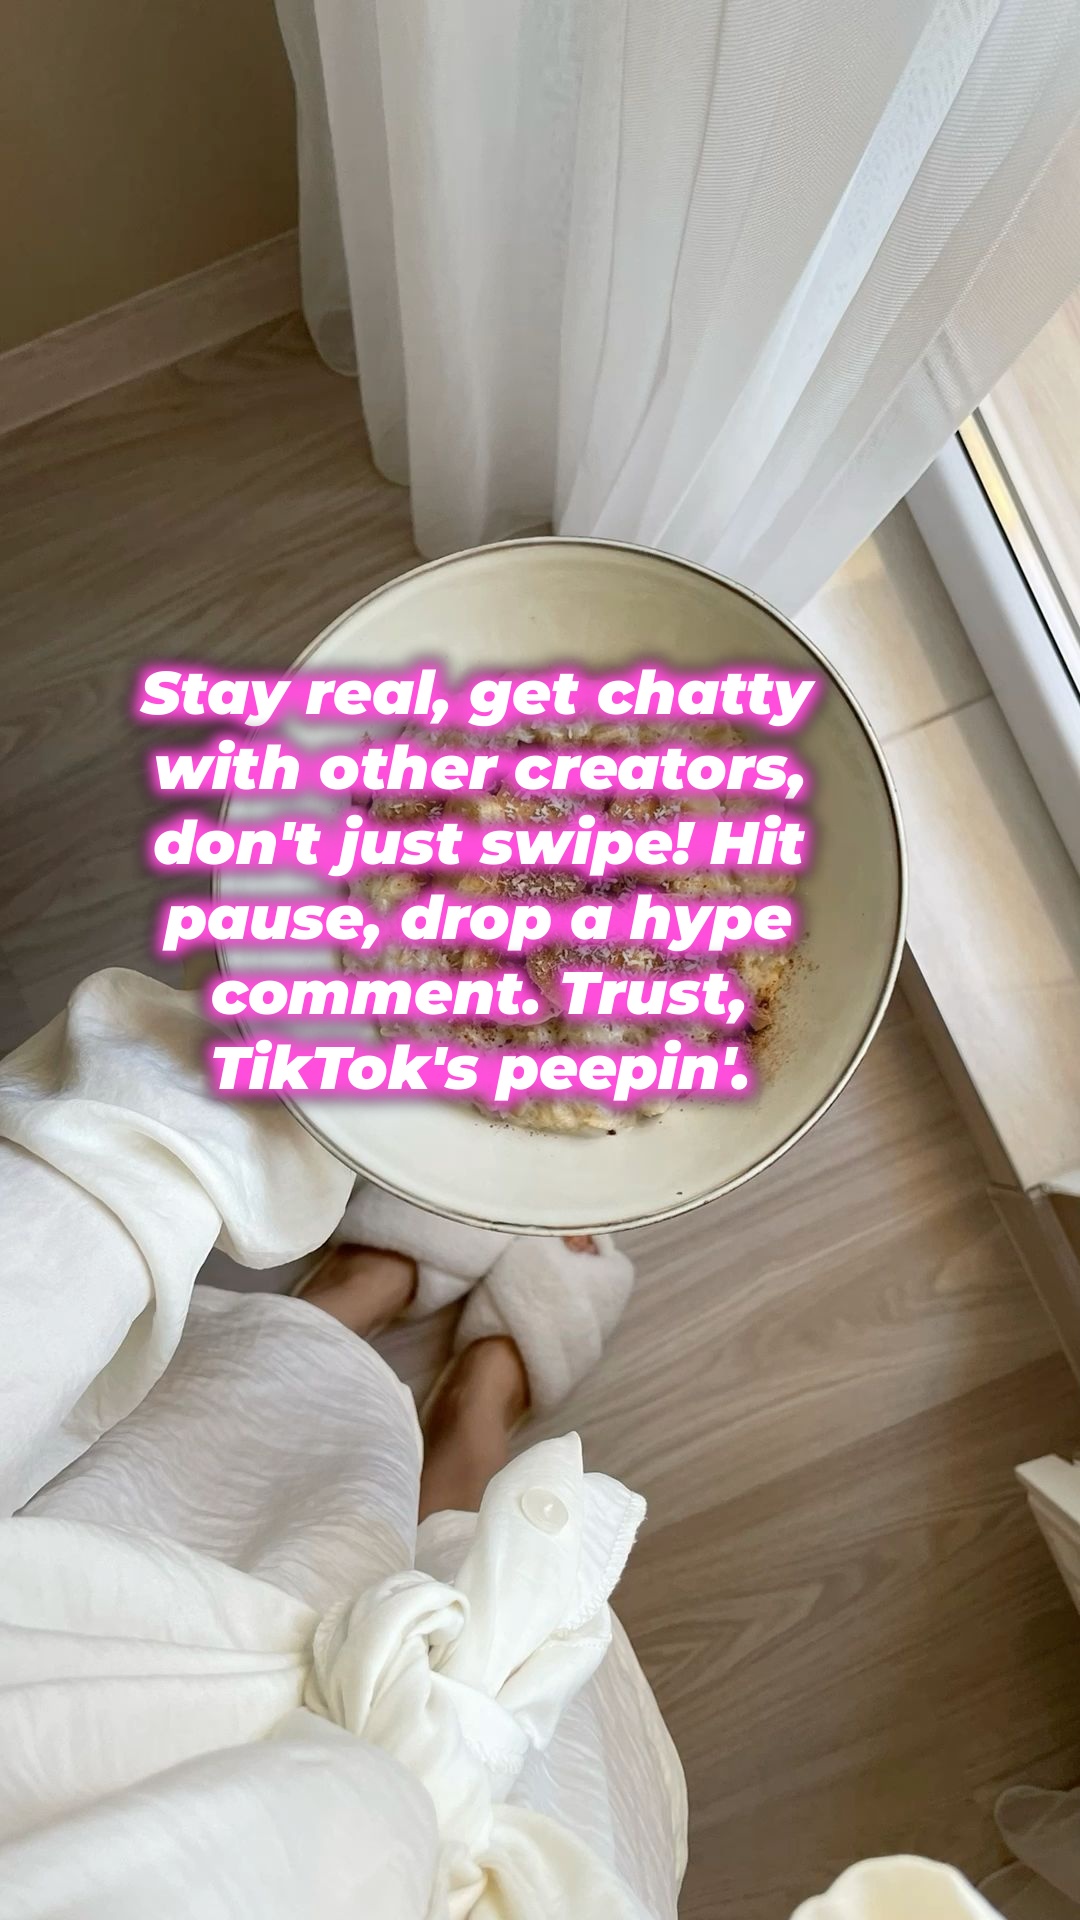 Stay real, get chatty
with other creators,
don't just swipe! Hit
pause, drop a hype
comment. Trust,
TikTok's peepin'.